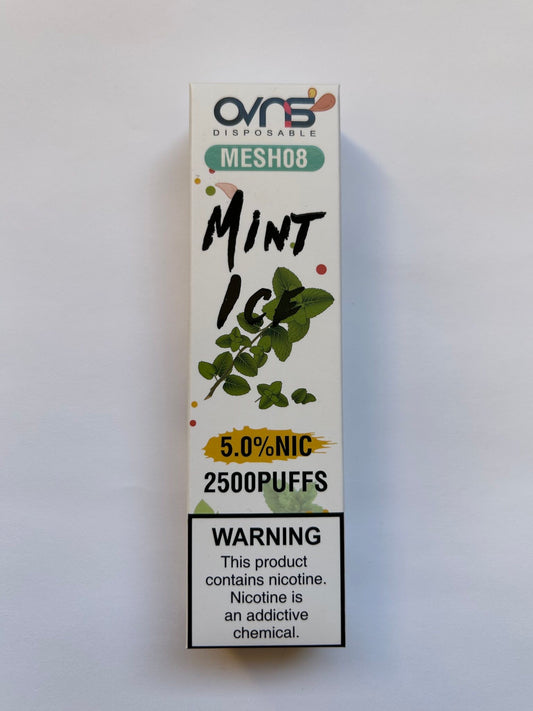 OVNS
DISPOSABLE
MESH08
MINT
ICE
5.0%NIC
2500PUFFS
WARNING
This product
contains nicotine.
Nicotine is
an addictive
chemical.